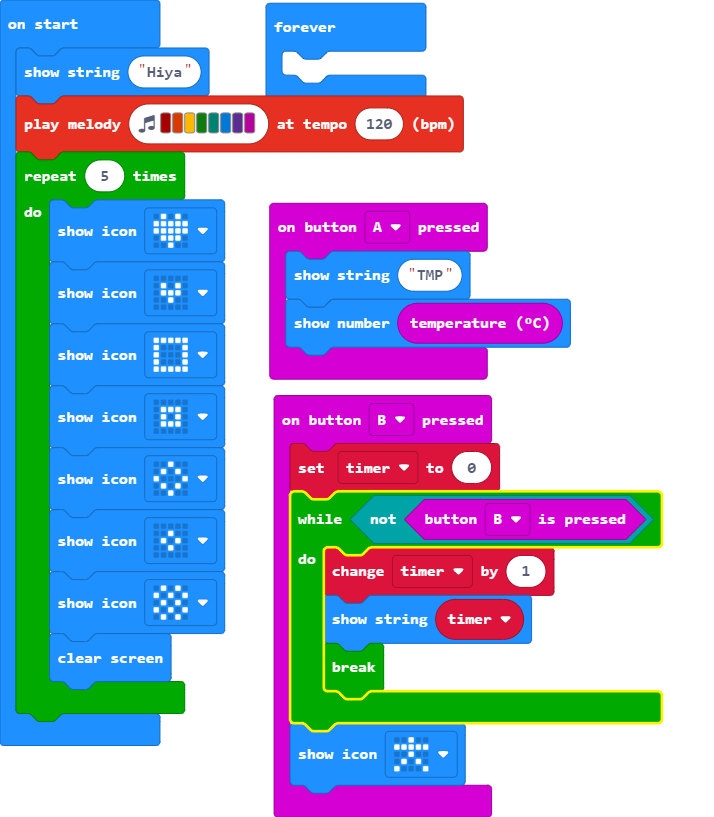 on start
show string "Hiya"
play melody at tempo 120 (bpm)
repeat 5 times
do
show icon
show icon
show icon
show icon
show icon
show icon
show icon
clear screen
forever
on button A pressed
show string "TMP"
show number temperature (ºC)
on button B pressed
set timer to 0
while not button B is pressed
do
change timer by 1
show string timer
break
show icon